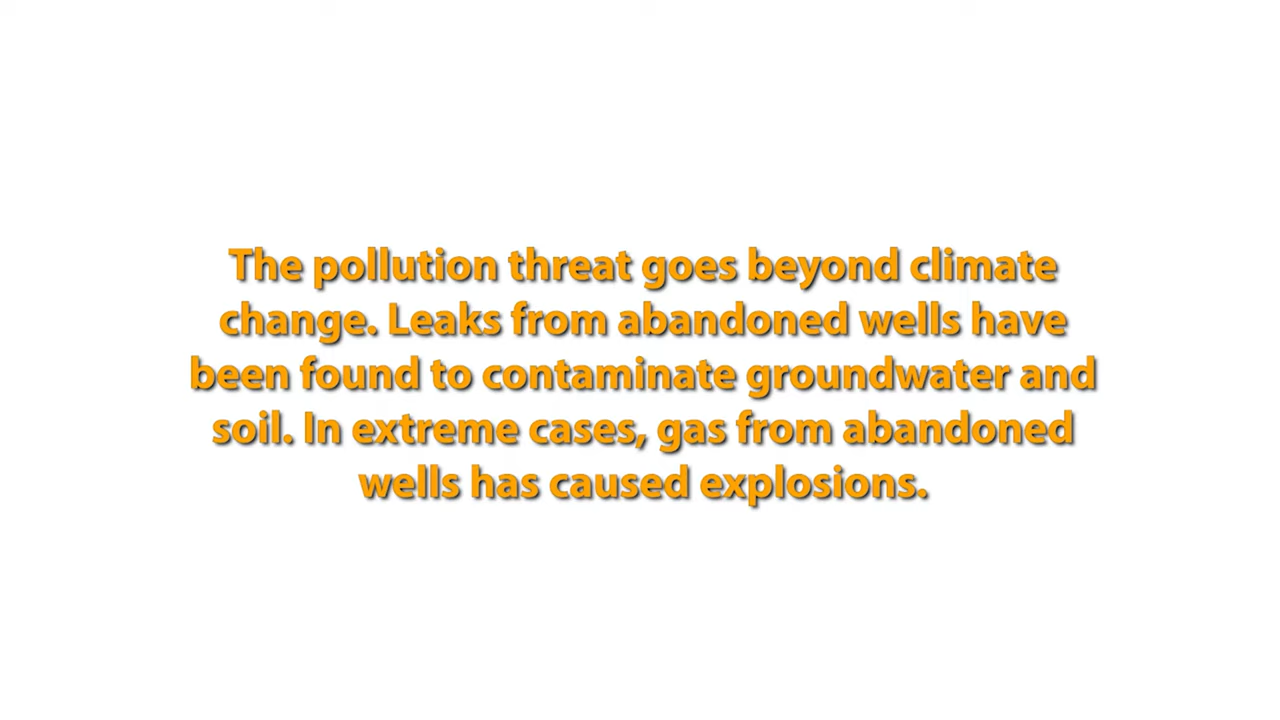 The pollution threat goes beyond climate
change. Leaks from abandoned wells have
been found to contaminate groundwater and
soil. In extreme cases, gas from abandoned
wells has caused explosions.